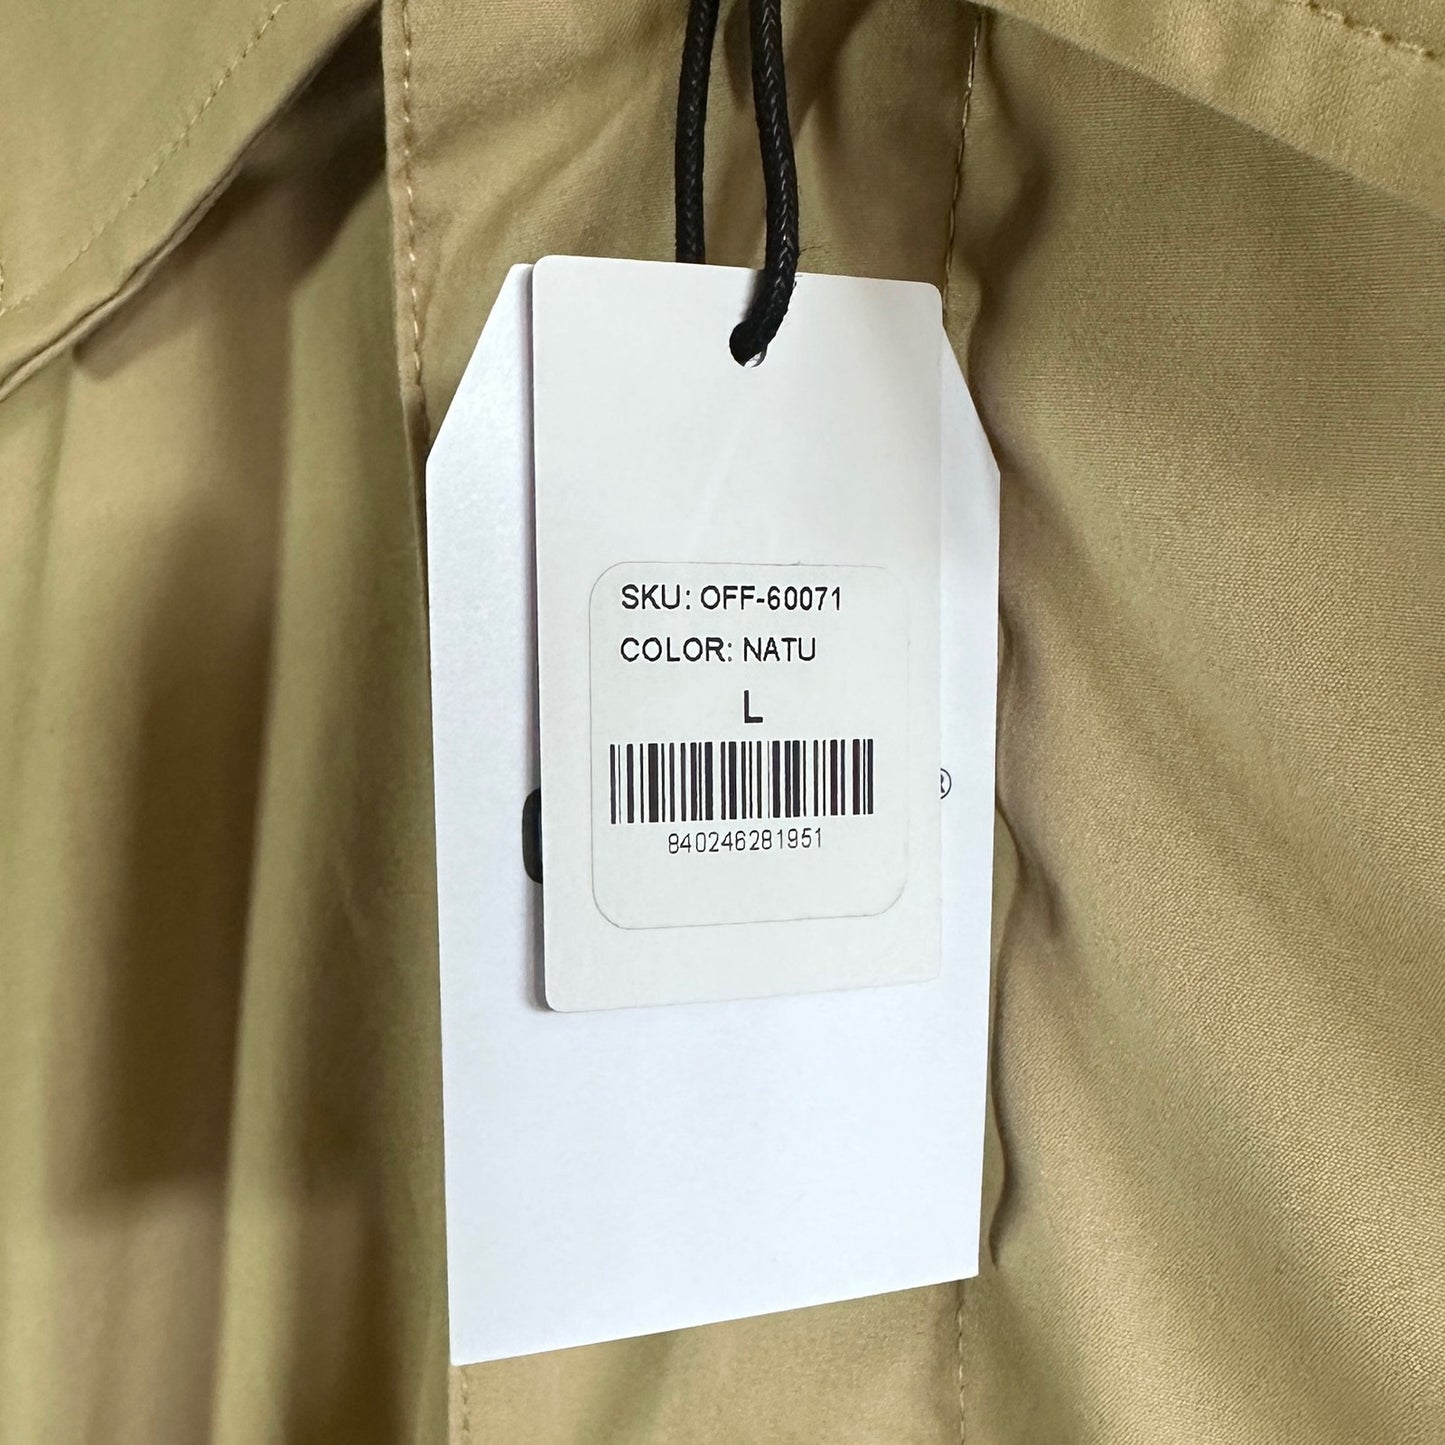 SKU: OFF-60071
COLOR: NATU
L
®
840246281951